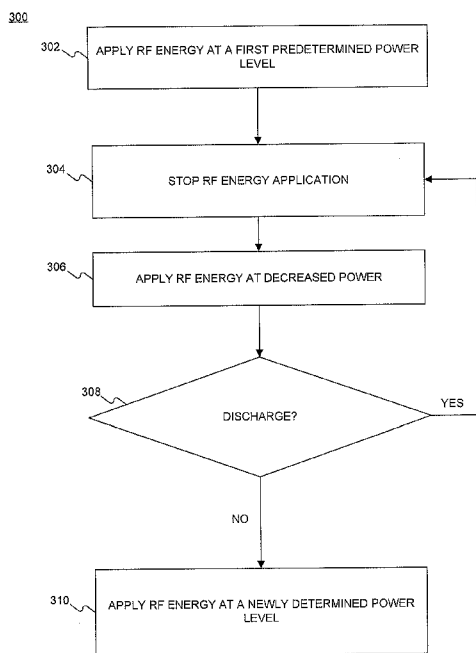 300
302
APPLY RF ENERGY AT A FIRST PREDETERMINED POWER
LEVEL
304
STOP RF ENERGY APPLICATION
306
APPLY RF ENERGY AT DECREASED POWER
308
DISCHARGE?
YES
NO
310
APPLY RF ENERGY AT A NEWLY DETERMINED POWER
LEVEL